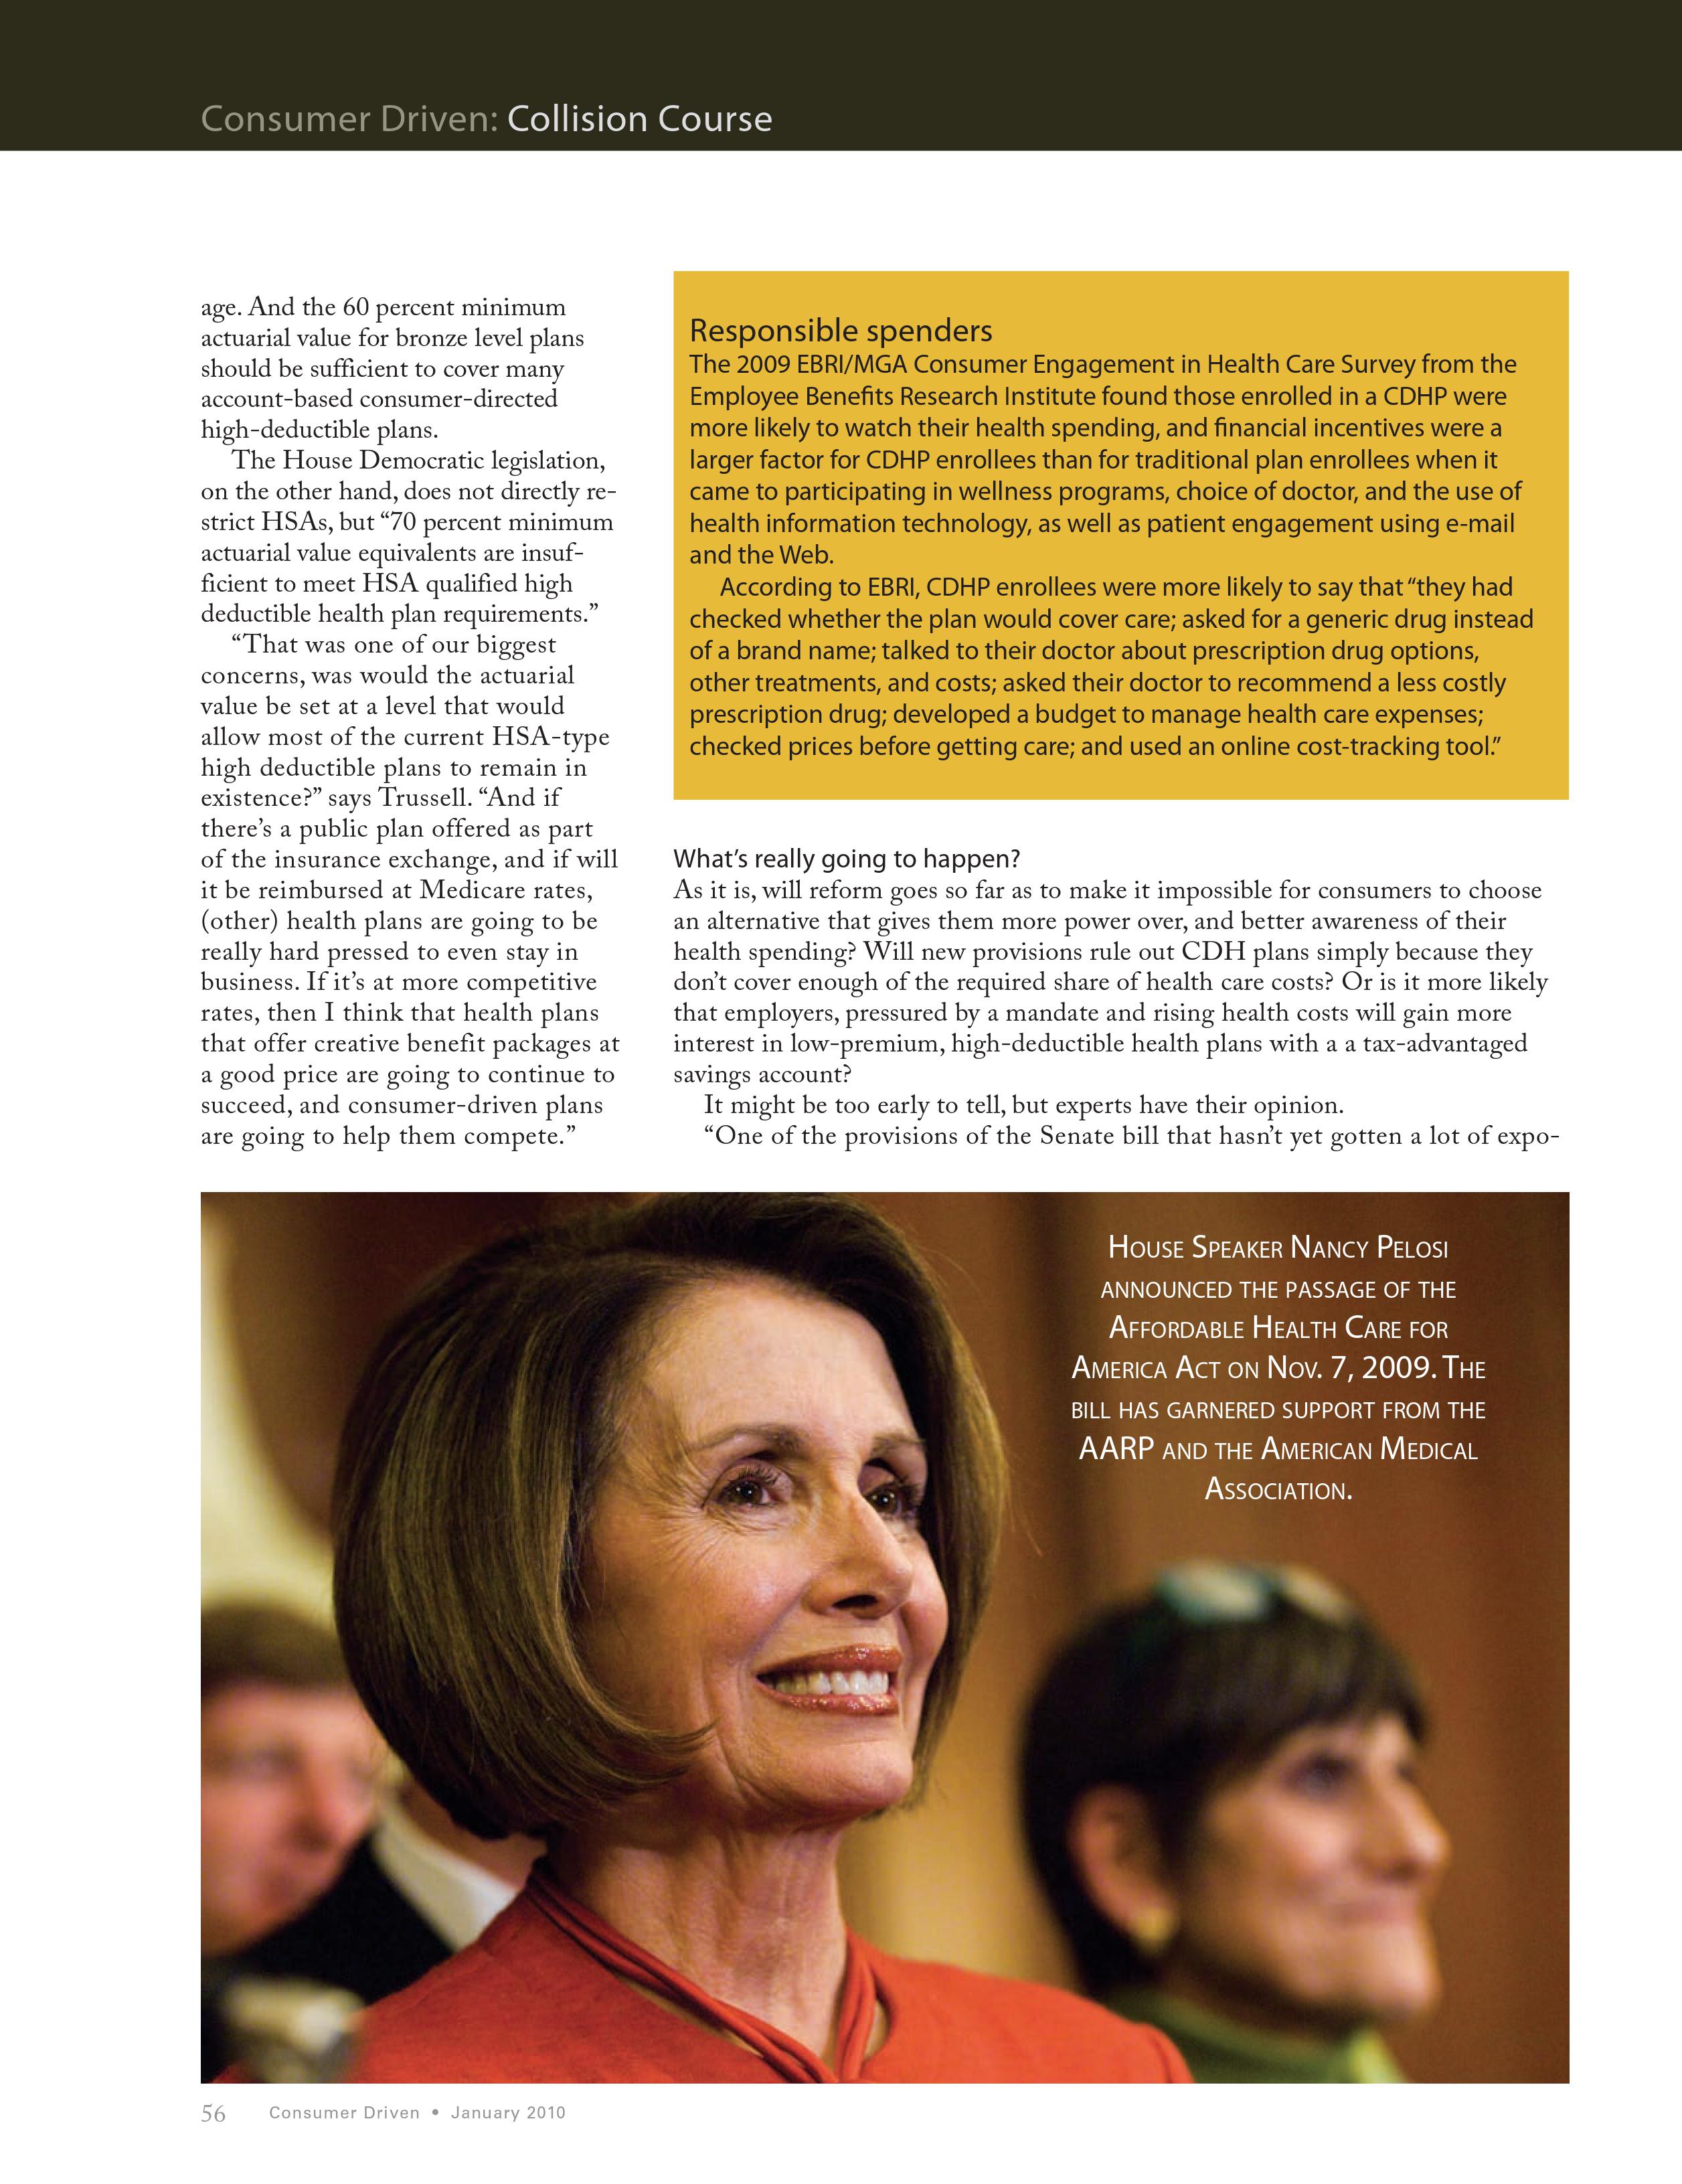 Consumer Driven: Collision Course
age. And the 60 percent minimum
actuarial value for bronze level plans
should be sufficient to cover many
account-based consumer-directed
high-deductible plans.
The House Democratic legislation,
on the other hand, does not directly re-
strict HSAs, but “70 percent minimum
actuarial value equivalents are insuf-
ficient to meet HSA qualified high
deductible health plan requirements.”
“That was one of our biggest
concerns, was would the actuarial
value be set at a level that would
allow most of the current HSA-type
high deductible plans to remain in
existence?” says Trussell. “And if
there’s a public plan offered as part
of the insurance exchange, and if will
it be reimbursed at Medicare rates,
(other) health plans are going to be
really hard pressed to even stay in
business. If it’s at more competitive
rates, then I think that health plans
that offer creative benefit packages at
a good price are going to continue to
succeed, and consumer-driven plans
are going to help them compete.”
Responsible spenders
The 2009 EBRI/MGA Consumer Engagement in Health Care Survey from the
Employee Benefits Research Institute found those enrolled in a CDHP were
more likely to watch their health spending, and financial incentives were a
larger factor for CDHP enrollees than for traditional plan enrollees when it
came to participating in wellness programs, choice of doctor, and the use of
health information technology, as well as patient engagement using e-mail
and the Web.
According to EBRI, CDHP enrollees were more likely to say that “they had
checked whether the plan would cover care; asked for a generic drug instead
of a brand name; talked to their doctor about prescription drug options,
other treatments, and costs; asked their doctor to recommend a less costly
prescription drug; developed a budget to manage health care expenses;
checked prices before getting care; and used an online cost-tracking tool.”
What’s really going to happen?
As it is, will reform goes so far as to make it impossible for consumers to choose
an alternative that gives them more power over, and better awareness of their
health spending? Will new provisions rule out CDH plans simply because they
don’t cover enough of the required share of health care costs? Or is it more likely
that employers, pressured by a mandate and rising health costs will gain more
interest in low-premium, high-deductible health plans with a a tax-advantaged
savings account?
It might be too early to tell, but experts have their opinion.
“One of the provisions of the Senate bill that hasn’t yet gotten a lot of expo-
House Speaker Nancy Pelosi
announced the passage of the
Affordable Health Care for
America Act on Nov. 7, 2009. The
bill has garnered support from the
AARP and the American Medical
Association.
56 Consumer Driven • January 2010